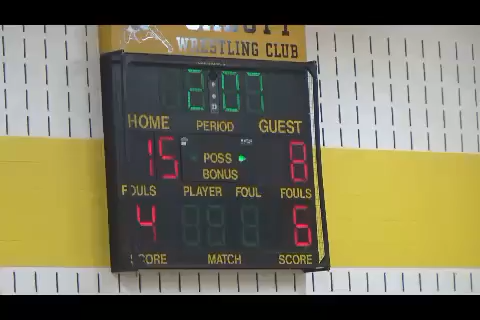 WRESTLING CLUB
2:07
HOME PERIOD GUEST
15 POSS 8
BONUS
FOULS PLAYER FOUL FOULS
4 6
SCORE MATCH SCORE